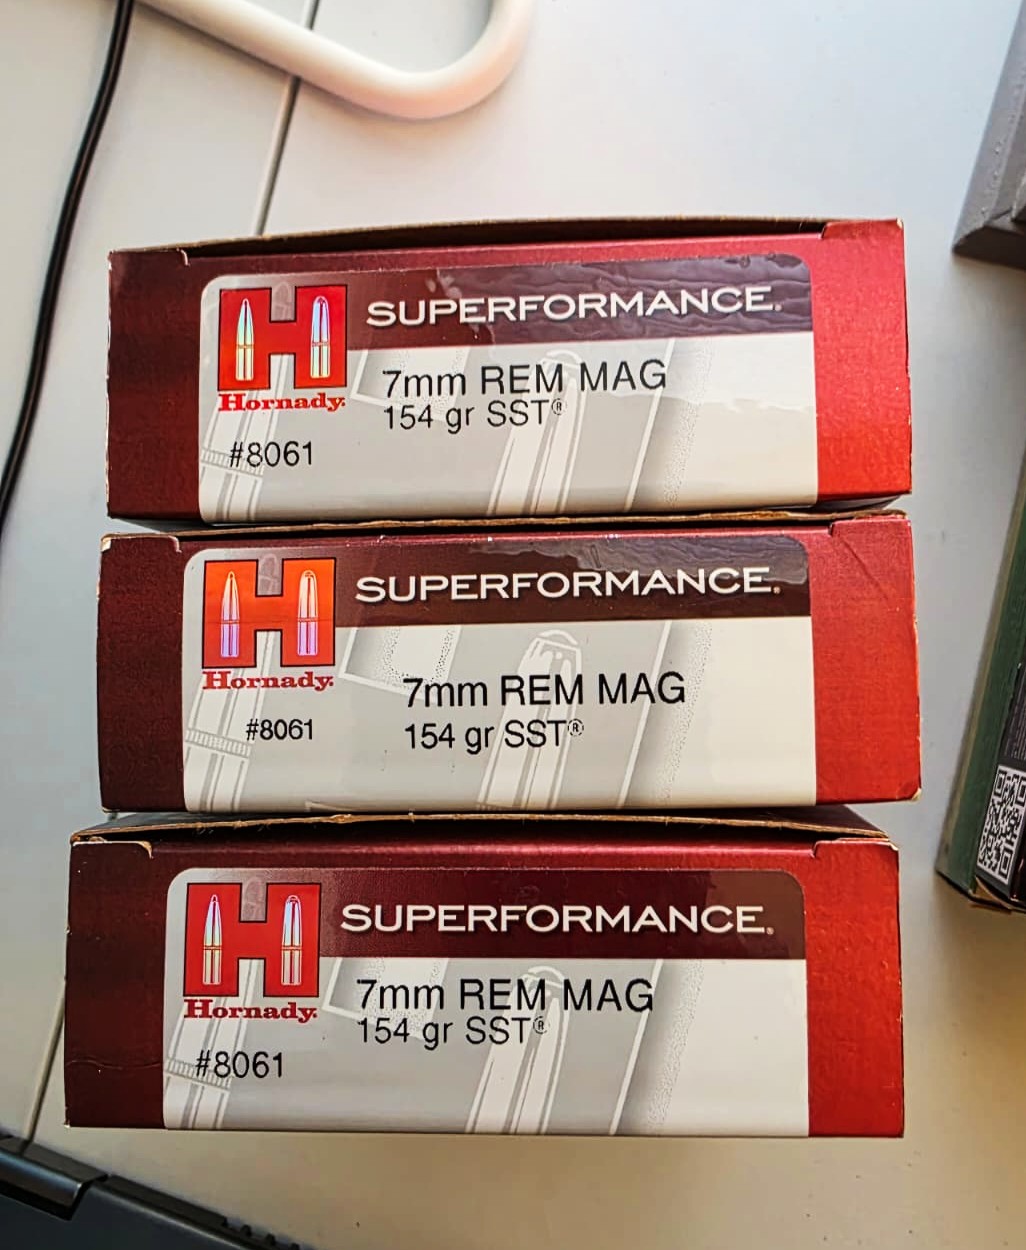 SUPERFORMANCE®
Hornady®
7mm REM MAG
154 gr SST®
#8061
SUPERFORMANCE®
Hornady®
7mm REM MAG
154 gr SST®
#8061
SUPERFORMANCE®
Hornady®
7mm REM MAG
154 gr SST®
#8061